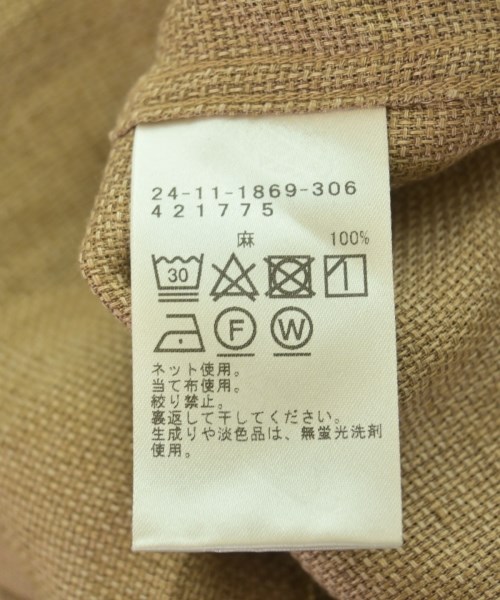 24-11-1869-306
421775
麻 100%
30
F W
ネット使用。
当て布使用。
絞り禁止。
裏返して干してください。
生成りや淡色品は、無蛍光洗剤
使用。